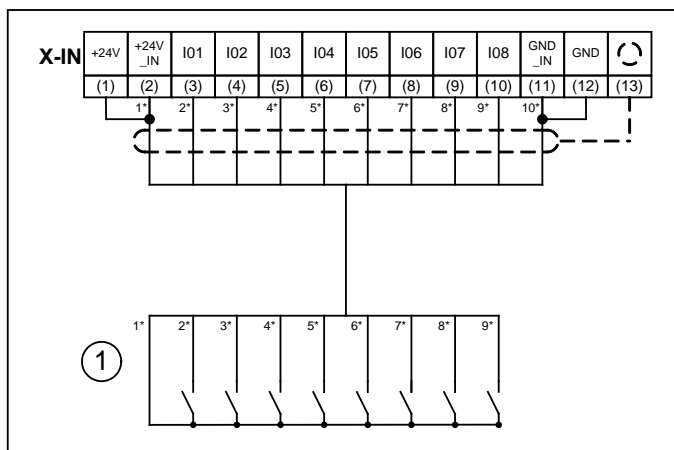 X-IN +24V +24V _IN I01 I02 I03 I04 I05 I06 I07 I08 GND _IN GND
(1) (2) (3) (4) (5) (6) (7) (8) (9) (10) (11) (12) (13)
1* 2* 3* 4* 5* 6* 7* 8* 9* 10*
1* 2* 3* 4* 5* 6* 7* 8* 9*
1